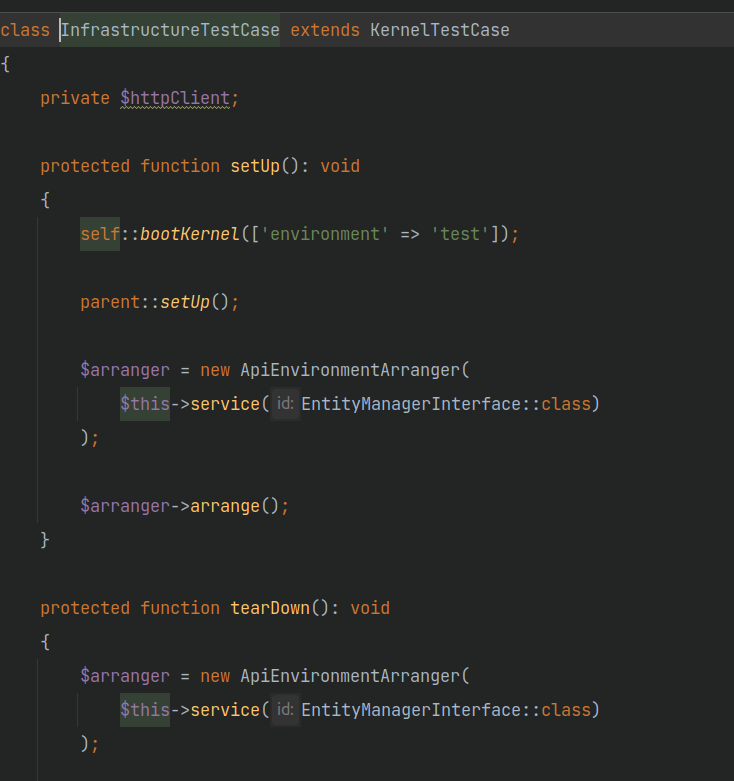 class InfrastructureTestCase extends KernelTestCase
{
    private $httpClient;

    protected function setUp(): void
    {
        self::bootKernel(['environment' => 'test']);

        parent::setUp();

        $arranger = new ApiEnvironmentArranger(
            $this->service( id: EntityManagerInterface::class)
        );

        $arranger->arrange();
    }

    protected function tearDown(): void
    {
        $arranger = new ApiEnvironmentArranger(
            $this->service( id: EntityManagerInterface::class)
        );